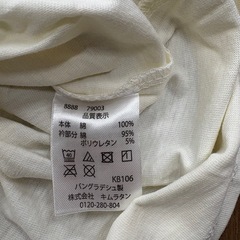 8888 79003
品質表示
本体 綿 100%
衿部分 綿 95%
ポリウレタン 5%
KB106
バングラデシュ製
株式会社 キムラタン
0120-280-804